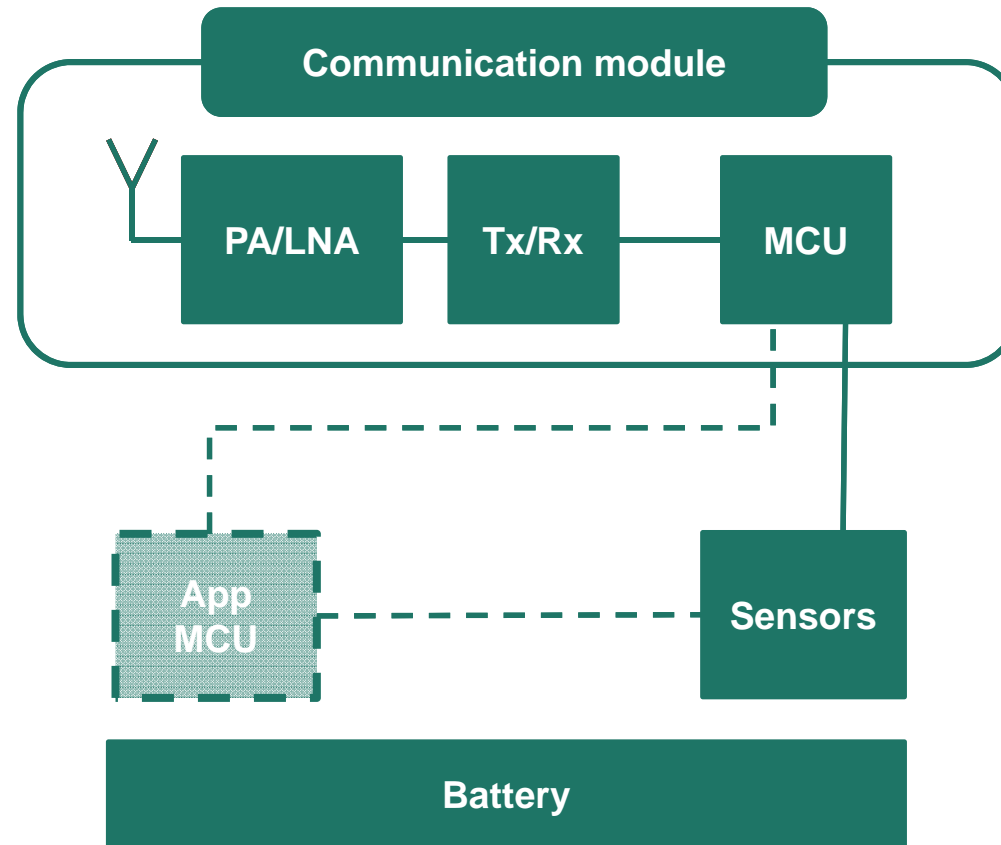 Communication module
PA/LNA
Tx/Rx
MCU
App
MCU
Sensors
Battery